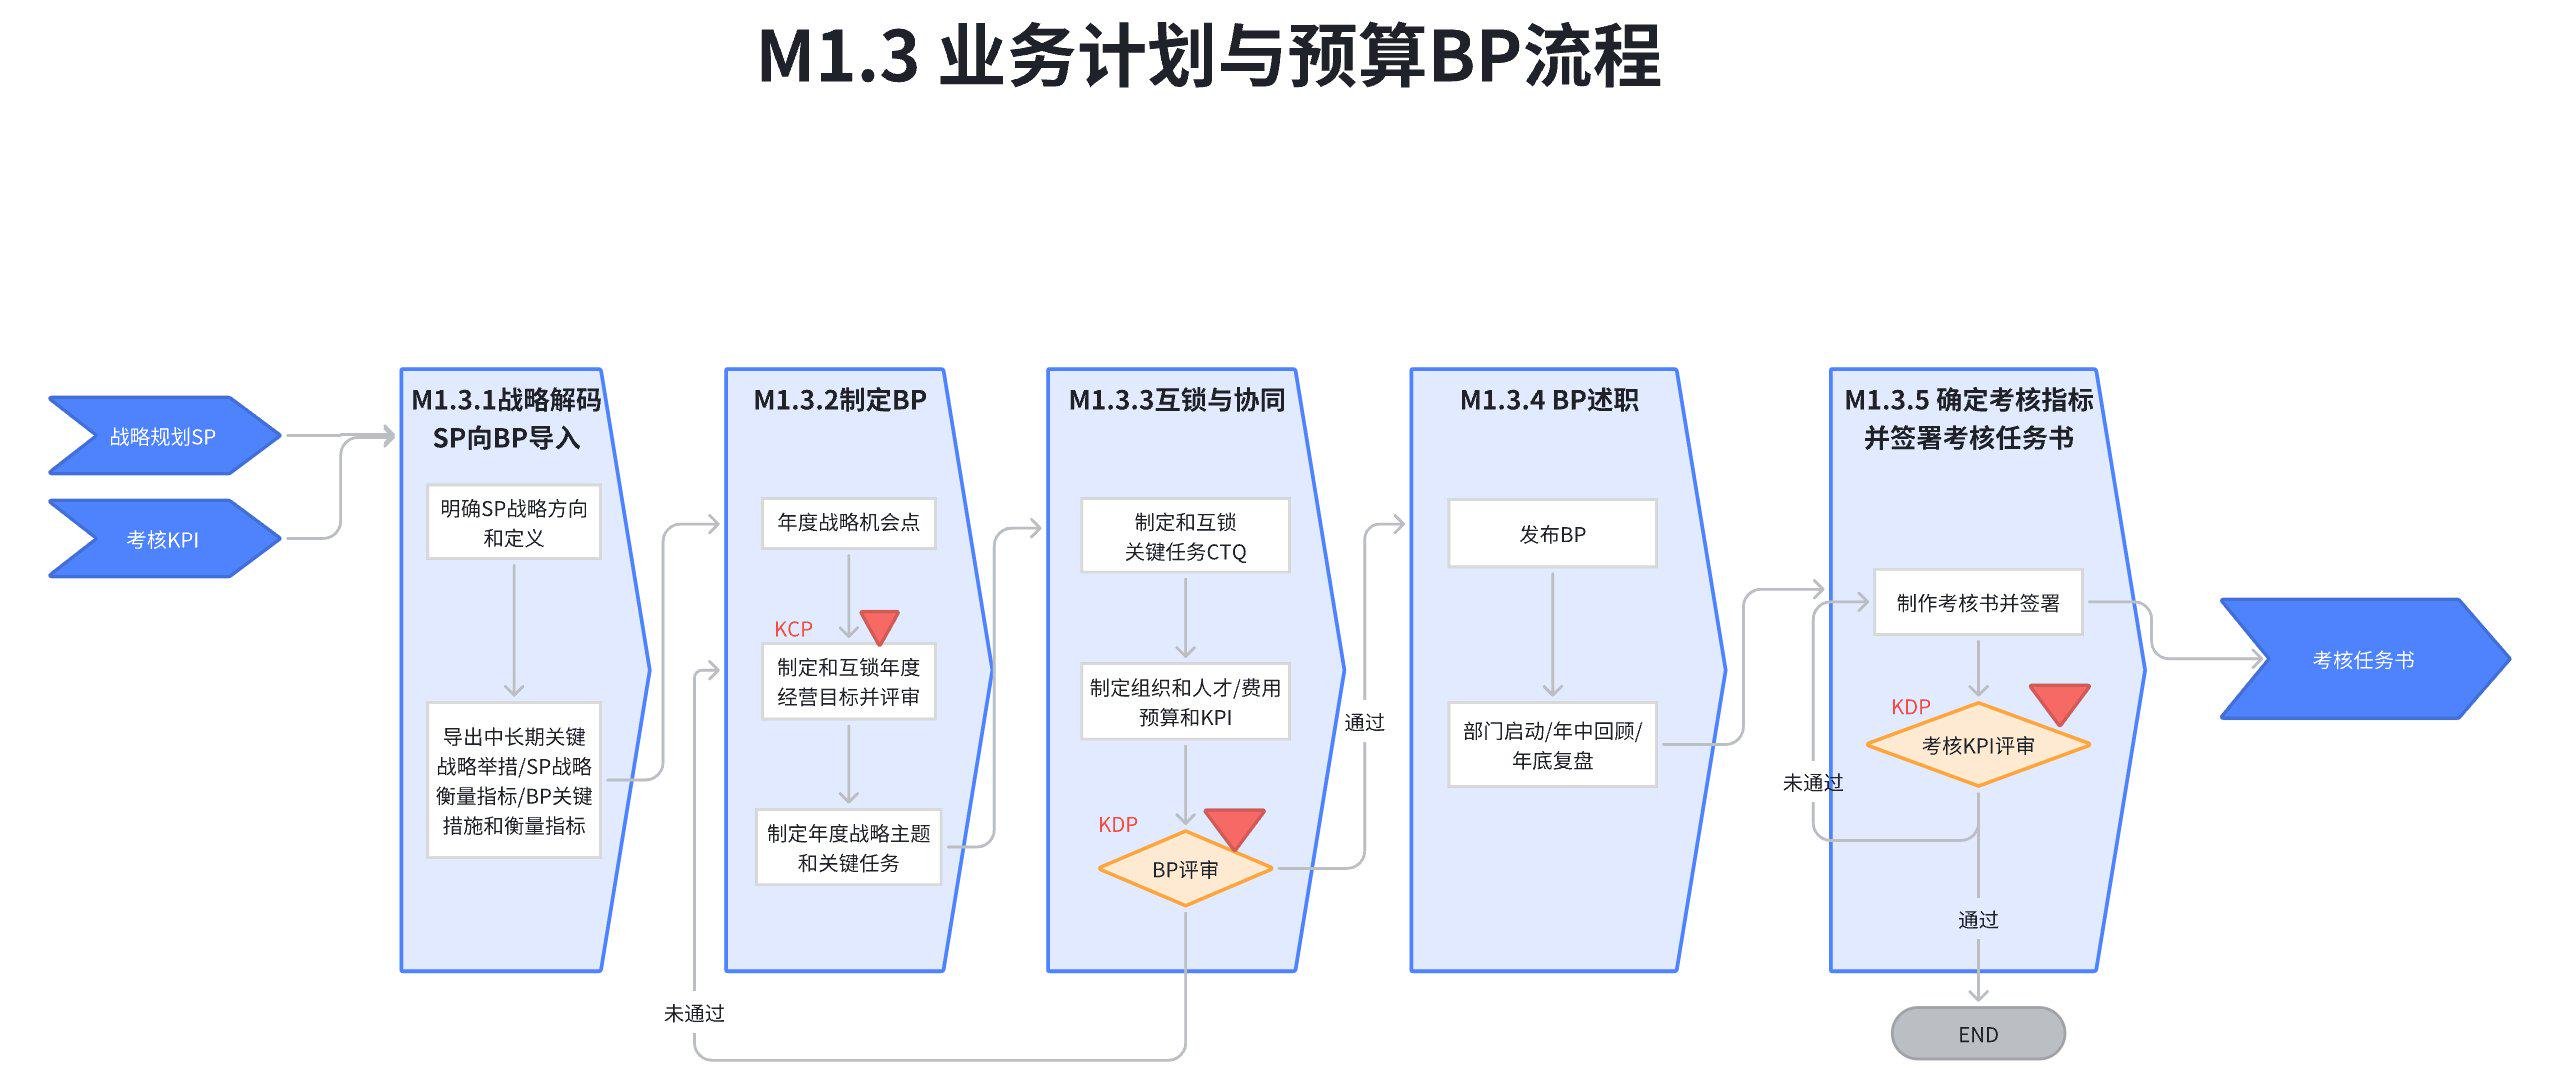 M1.3 业务计划与预算BP流程
战略规划SP
考核KPI
M1.3.1战略解码
SP向BP导入
明确SP战略方向
和定义
导出中长期关键
战略举措/SP战略
衡量指标/BP关键
措施和衡量指标
M1.3.2制定BP
年度战略机会点
KCP
制定和互锁年度
经营目标并评审
制定年度战略主题
和关键任务
未通过
M1.3.3互锁与协同
制定和互锁
关键任务CTQ
制定组织和人才/费用
预算和KPI
KDP
BP评审
通过
M1.3.4 BP述职
发布BP
部门启动/年中回顾/
年底复盘
M1.3.5 确定考核指标
并签署考核任务书
制作考核书并签署
KDP
考核KPI评审
未通过
通过
END
考核任务书